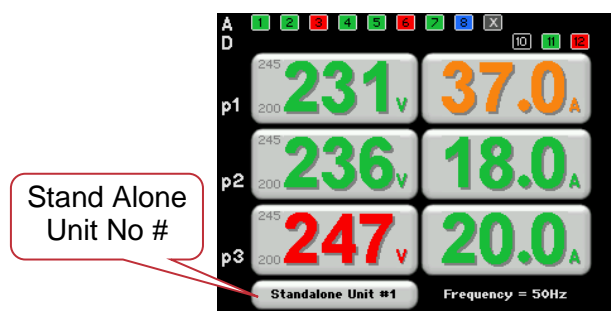 A 1 2 3 4 5 6 7 8 X
D 10 11 12
p1 245 200 231 V 37.0 A
p2 245 200 236 V 18.0 A
p3 245 200 247 V 20.0 A
Stand Alone
Unit No #
Standalone Unit #1 Frequency = 50Hz